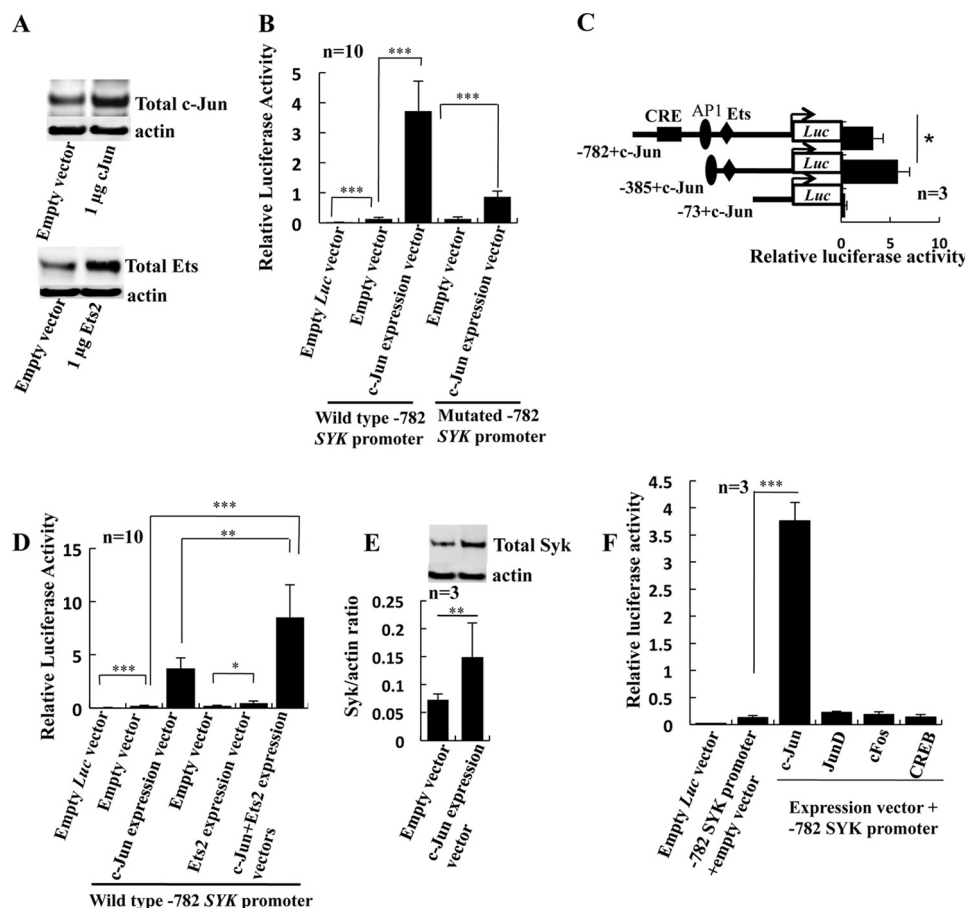 A
Total c-Jun
actin
Empty vector
1 µg cJun
Total Ets
actin
Empty vector
1 µg Ets2
B
n=10
***
***
***
Relative Luciferase Activity
5
4
3
2
1
0
Empty Luc vector
Empty vector
c-Jun expression vector
Empty vector
c-Jun expression vector
Wild type -782
SYK promoter
Mutated -782
SYK promoter
C
CRE
AP1
Ets
Luc
-782+c-Jun
Luc
-385+c-Jun
Luc
-73+c-Jun
*
n=3
0 5 10
Relative luciferase activity
D
n=10
***
**
***
*
Relative Luciferase Activity
15
10
5
0
Empty Luc vector
Empty vector
c-Jun expression vector
Empty vector
Ets2 expression vector
c-Jun+Ets2 expression
vectors
Wild type -782 SYK promoter
E
Total Syk
actin
n=3
**
Syk/actin ratio
0.25
0.2
0.15
0.1
0.05
0
Empty vector
c-Jun expression
vector
F
n=3
***
Relative luciferase activity
4.5
4
3.5
3
2.5
2
1.5
1
0.5
0
Empty Luc vector
-782 SYK promoter
+empty vector
c-Jun
JunD
cFos
CREB
Expression vector +
-782 SYK promoter